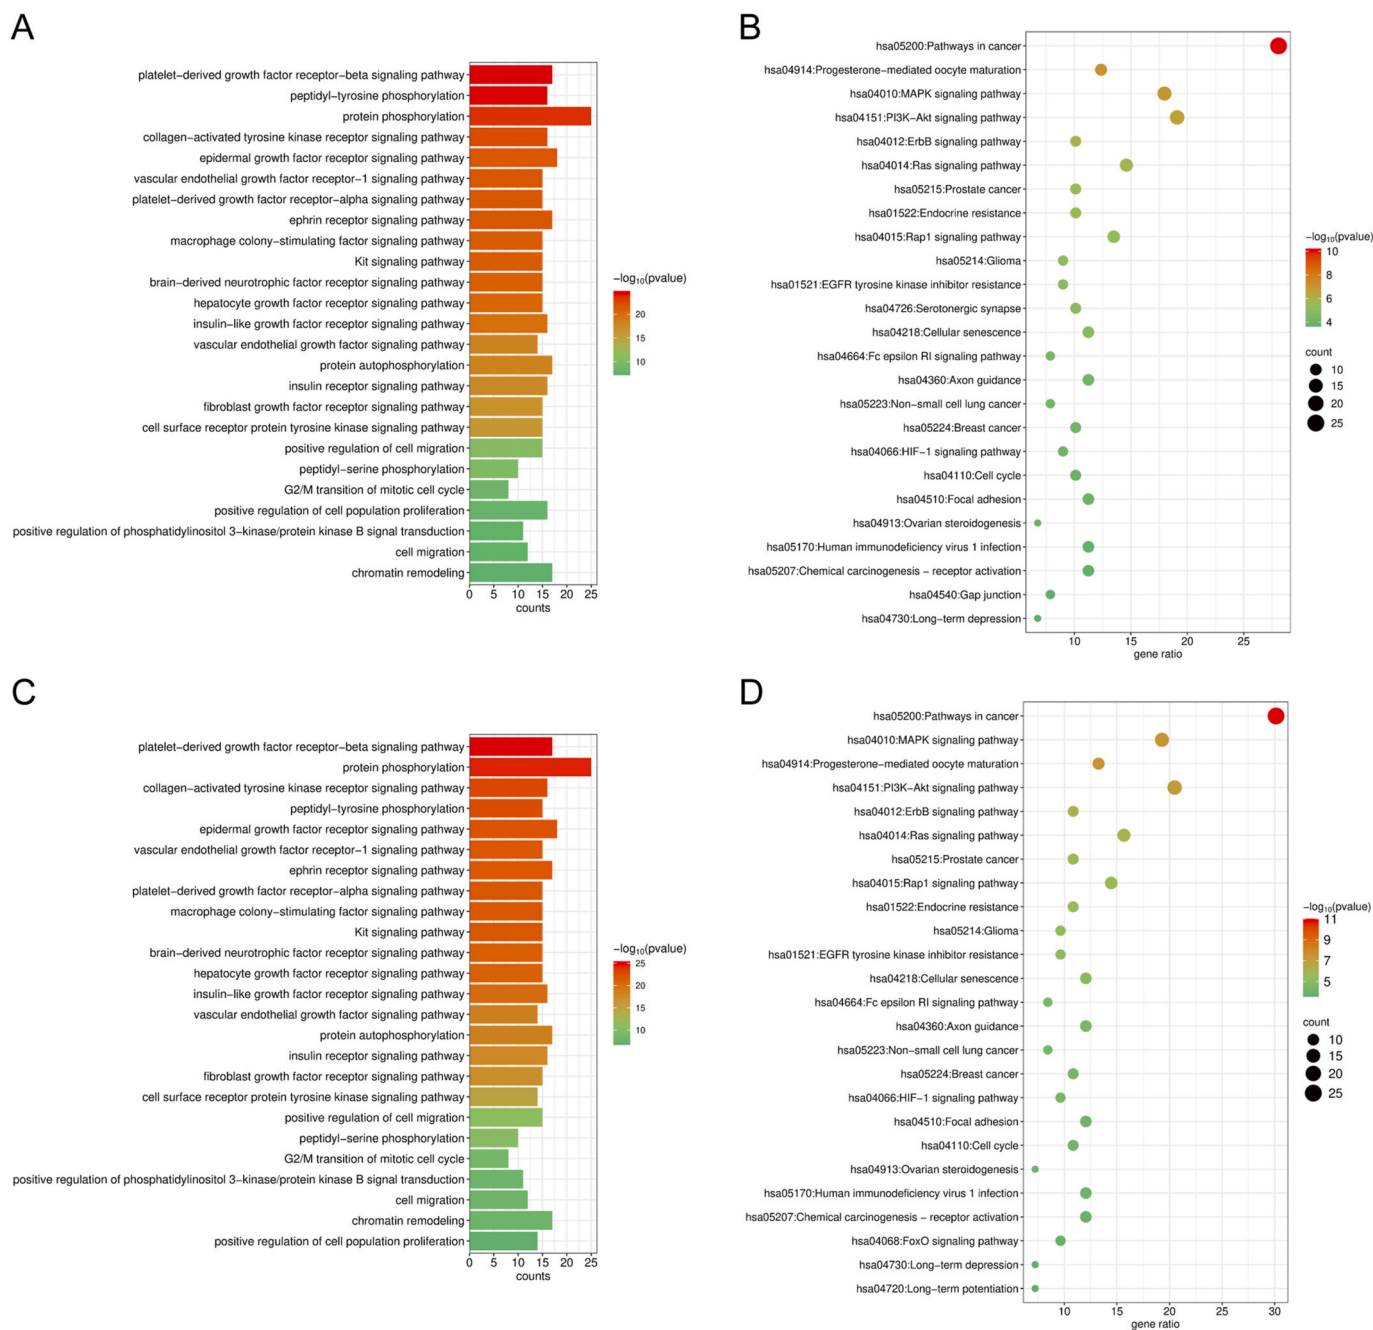 A
platelet−derived growth factor receptor−beta signaling pathway
peptidyl−tyrosine phosphorylation
protein phosphorylation
collagen−activated tyrosine kinase receptor signaling pathway
epidermal growth factor receptor signaling pathway
vascular endothelial growth factor receptor−1 signaling pathway
platelet−derived growth factor receptor−alpha signaling pathway
ephrin receptor signaling pathway
macrophage colony−stimulating factor signaling pathway
Kit signaling pathway
brain−derived neurotrophic factor receptor signaling pathway
hepatocyte growth factor receptor signaling pathway
insulin−like growth factor receptor signaling pathway
vascular endothelial growth factor signaling pathway
protein autophosphorylation
insulin receptor signaling pathway
fibroblast growth factor receptor signaling pathway
cell surface receptor protein tyrosine kinase signaling pathway
positive regulation of cell migration
peptidyl−serine phosphorylation
G2/M transition of mitotic cell cycle
positive regulation of cell population proliferation
positive regulation of phosphatidylinositol 3−kinase/protein kinase B signal transduction
cell migration
chromatin remodeling
0 5 10 15 20 25
counts
−log10(pvalue)
20
15
10
B
hsa05200:Pathways in cancer
hsa04914:Progesterone−mediated oocyte maturation
hsa04010:MAPK signaling pathway
hsa04151:PI3K−Akt signaling pathway
hsa04012:ErbB signaling pathway
hsa04014:Ras signaling pathway
hsa05215:Prostate cancer
hsa01522:Endocrine resistance
hsa04015:Rap1 signaling pathway
hsa05214:Glioma
hsa01521:EGFR tyrosine kinase inhibitor resistance
hsa04726:Serotonergic synapse
hsa04218:Cellular senescence
hsa04664:Fc epsilon RI signaling pathway
hsa04360:Axon guidance
hsa05223:Non−small cell lung cancer
hsa05224:Breast cancer
hsa04066:HIF−1 signaling pathway
hsa04110:Cell cycle
hsa04510:Focal adhesion
hsa04913:Ovarian steroidogenesis
hsa05170:Human immunodeficiency virus 1 infection
hsa05207:Chemical carcinogenesis − receptor activation
hsa04540:Gap junction
hsa04730:Long−term depression
10 15 20 25
gene ratio
−log10(pvalue)
10
8
6
4
count
10
15
20
25
C
platelet−derived growth factor receptor−beta signaling pathway
protein phosphorylation
collagen−activated tyrosine kinase receptor signaling pathway
peptidyl−tyrosine phosphorylation
epidermal growth factor receptor signaling pathway
vascular endothelial growth factor receptor−1 signaling pathway
ephrin receptor signaling pathway
platelet−derived growth factor receptor−alpha signaling pathway
macrophage colony−stimulating factor signaling pathway
Kit signaling pathway
brain−derived neurotrophic factor receptor signaling pathway
hepatocyte growth factor receptor signaling pathway
insulin−like growth factor receptor signaling pathway
vascular endothelial growth factor signaling pathway
protein autophosphorylation
insulin receptor signaling pathway
fibroblast growth factor receptor signaling pathway
cell surface receptor protein tyrosine kinase signaling pathway
positive regulation of cell migration
peptidyl−serine phosphorylation
G2/M transition of mitotic cell cycle
positive regulation of phosphatidylinositol 3−kinase/protein kinase B signal transduction
cell migration
chromatin remodeling
positive regulation of cell population proliferation
0 5 10 15 20 25
counts
−log10(pvalue)
25
20
15
10
D
hsa05200:Pathways in cancer
hsa04010:MAPK signaling pathway
hsa04914:Progesterone−mediated oocyte maturation
hsa04151:PI3K−Akt signaling pathway
hsa04012:ErbB signaling pathway
hsa04014:Ras signaling pathway
hsa05215:Prostate cancer
hsa04015:Rap1 signaling pathway
hsa01522:Endocrine resistance
hsa05214:Glioma
hsa01521:EGFR tyrosine kinase inhibitor resistance
hsa04218:Cellular senescence
hsa04664:Fc epsilon RI signaling pathway
hsa04360:Axon guidance
hsa05223:Non−small cell lung cancer
hsa05224:Breast cancer
hsa04066:HIF−1 signaling pathway
hsa04510:Focal adhesion
hsa04110:Cell cycle
hsa04913:Ovarian steroidogenesis
hsa05170:Human immunodeficiency virus 1 infection
hsa05207:Chemical carcinogenesis − receptor activation
hsa04068:FoxO signaling pathway
hsa04730:Long−term depression
hsa04720:Long−term potentiation
10 15 20 25 30
gene ratio
−log10(pvalue)
11
9
7
5
count
10
15
20
25